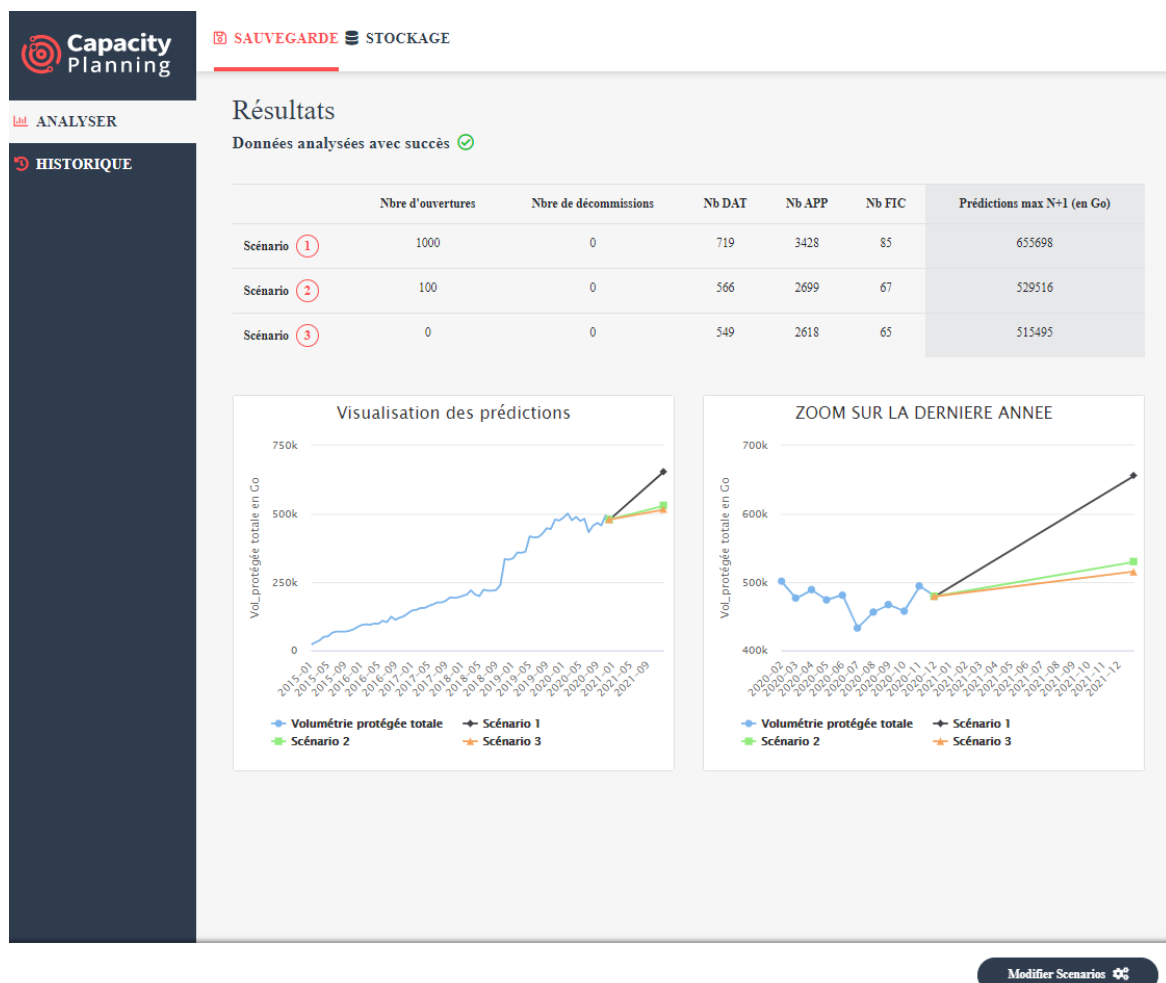 Capacity
Planning
SAUVEGARDE STOCKAGE
ANALYSER
HISTORIQUE
Résultats
Données analysées avec succès
Nbre d'ouvertures Nbre de décommissions Nb DAT Nb APP Nb FIC Prédictions max N+1 (en Go)
Scénario 1 1000 0 719 3428 85 655698
Scénario 2 100 0 566 2699 67 529516
Scénario 3 0 0 549 2618 65 515495
Visualisation des prédictions
Vol_protégée totale en Go
750k
500k
250k
0
2015-01 2015-05 2015-09 2016-01 2016-05 2016-09 2017-01 2017-05 2017-09 2018-01 2018-05 2018-09 2019-01 2019-05 2019-09 2020-01 2020-05 2020-09 2021-01 2021-05 2021-09
Volumétrie protégée totale Scénario 1
Scénario 2 Scénario 3
ZOOM SUR LA DERNIERE ANNEE
Vol_protégée totale en Go
700k
600k
500k
400k
2020-02 2020-03 2020-04 2020-05 2020-06 2020-07 2020-08 2020-09 2020-10 2020-11 2020-12 2021-01 2021-02 2021-03 2021-04 2021-05 2021-06 2021-07 2021-08 2021-09 2021-10 2021-11 2021-12
Volumétrie protégée totale Scénario 1
Scénario 2 Scénario 3
Modifier Scenarios